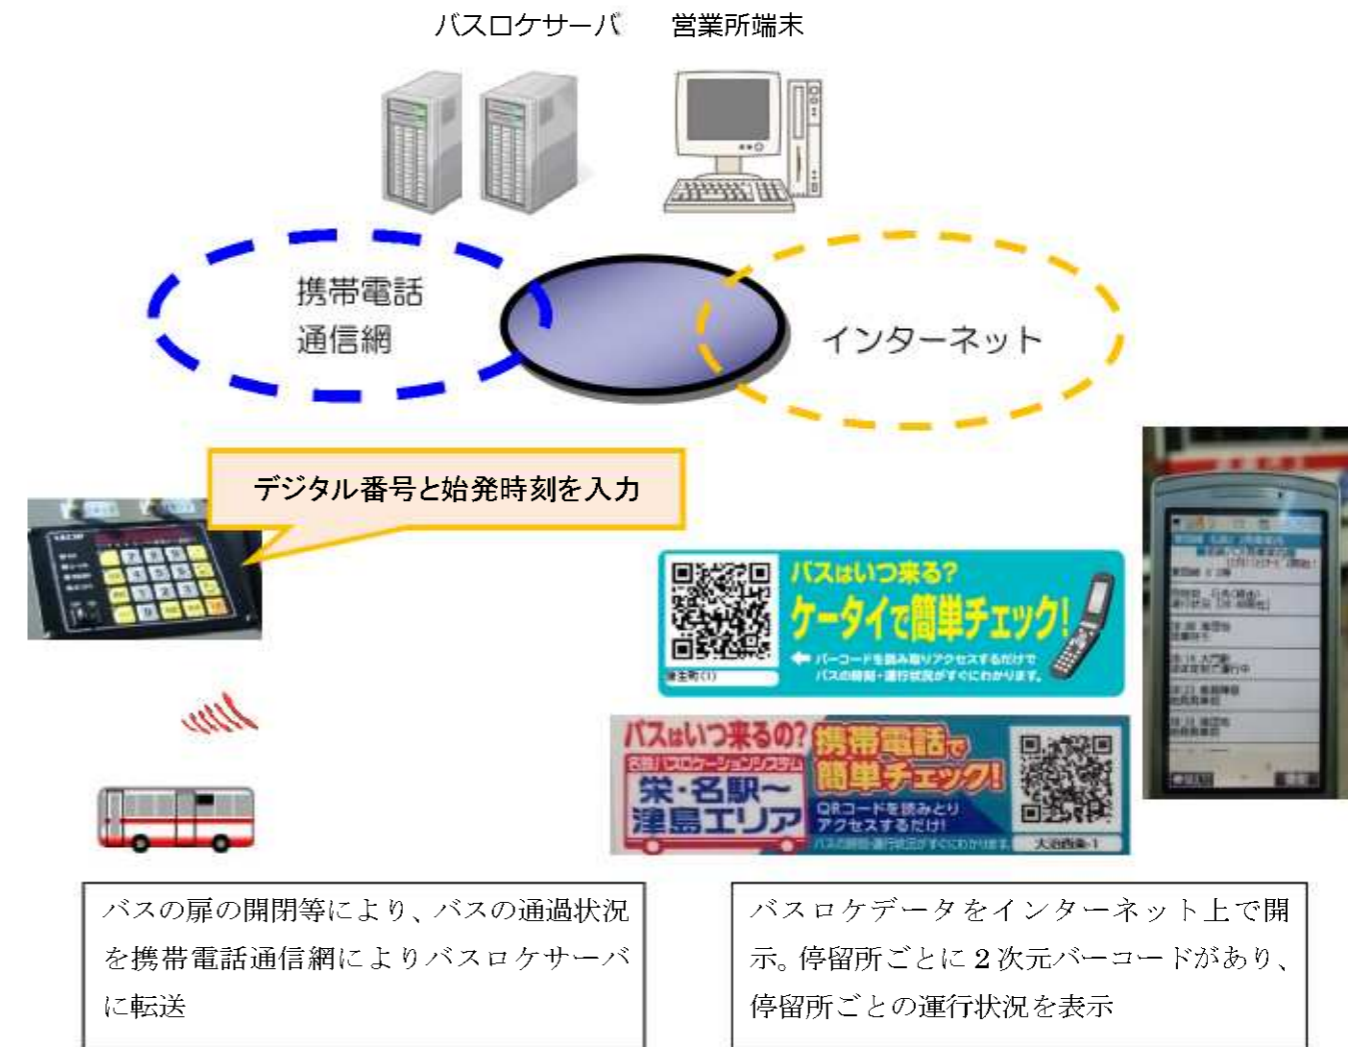 バスロケサーバ
営業所端末
携帯電話
通信網
インターネット
デジタル番号と始発時刻を入力
バスはいつ来る?
ケータイで簡単チェック!
バーコードを読み取りアクセスするだけで
バスの時刻・運行状況がすぐにわかります。
バスはいつ来るの?
携帯電話で
簡単チェック!
名鉄バスロケーションシステム
栄・名駅～
津島エリア
QRコードを読みとり
アクセスするだけ!
バスの時刻・運行状況がすぐにわかります。
大治西条-1
バスの扉の開閉等により、バスの通過状況
を携帯電話通信網によりバスロケサーバ
に転送
バスロケデータをインターネット上で開
示。停留所ごとに2次元バーコードがあり、
停留所ごとの運行状況を表示